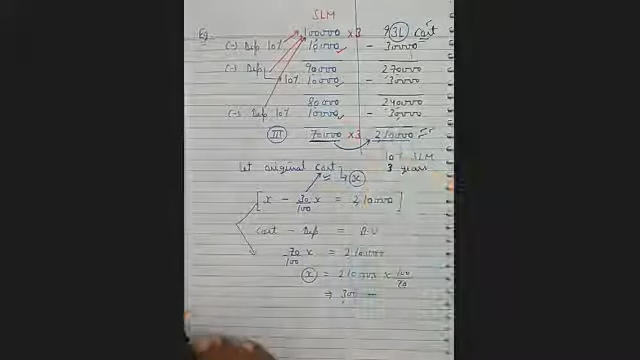 SLM
Eg. 100000 × 3 3L Cost
(-) Dep 10% 10000 - 30000
90000 270000
(-) Dep 10% 10000 - 30000
80000 240000
(-) Dep 10% 10000 - 30000
III 70000 × 3 210000
10% SLM
3 years
Let original cost x
[x - 30/100 x = 210000]
Cost - Dep = B.V
70/100 x = 210000
x = 210000 × 100/70
⇒ 300